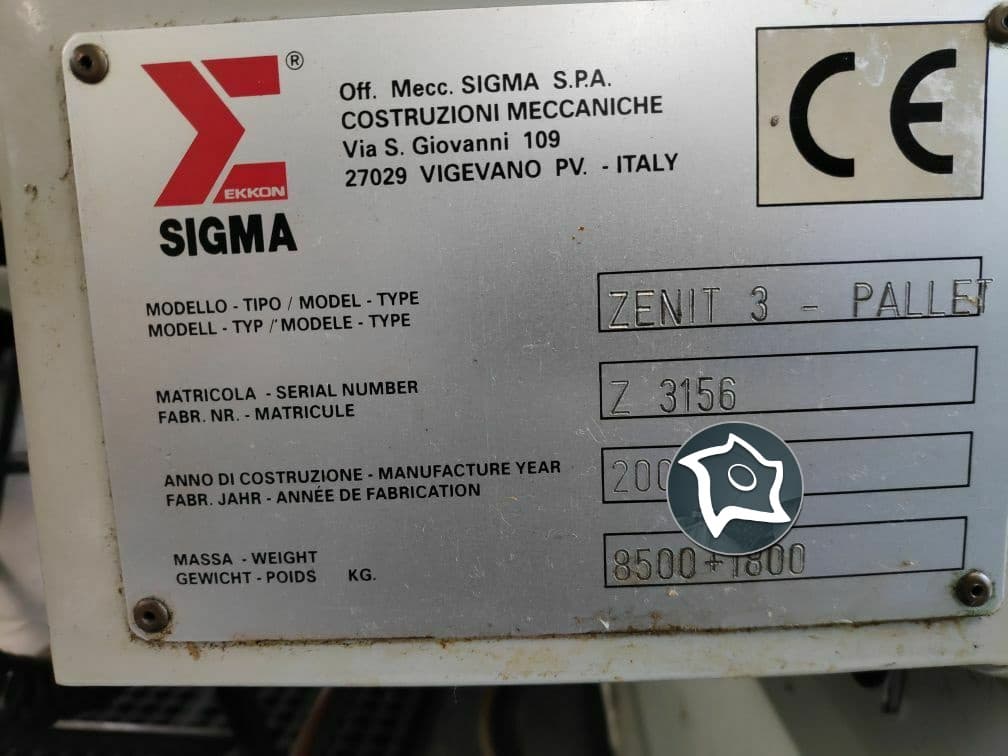 ®
EKKON
SIGMA
Off. Mecc. SIGMA S.P.A.
COSTRUZIONI MECCANICHE
Via S. Giovanni 109
27029 VIGEVANO PV. - ITALY
CE
MODELLO - TIPO / MODEL - TYPE
MODELL - TYP / MODELE - TYPE
ZENIT 3 - PALLET
MATRICOLA - SERIAL NUMBER
FABR. NR. - MATRICULE
Z 3156
ANNO DI COSTRUZIONE - MANUFACTURE YEAR
FABR. JAHR - ANNÉE DE FABRICATION
MASSA - WEIGHT
GEWICHT - POIDS KG.
8500+1800